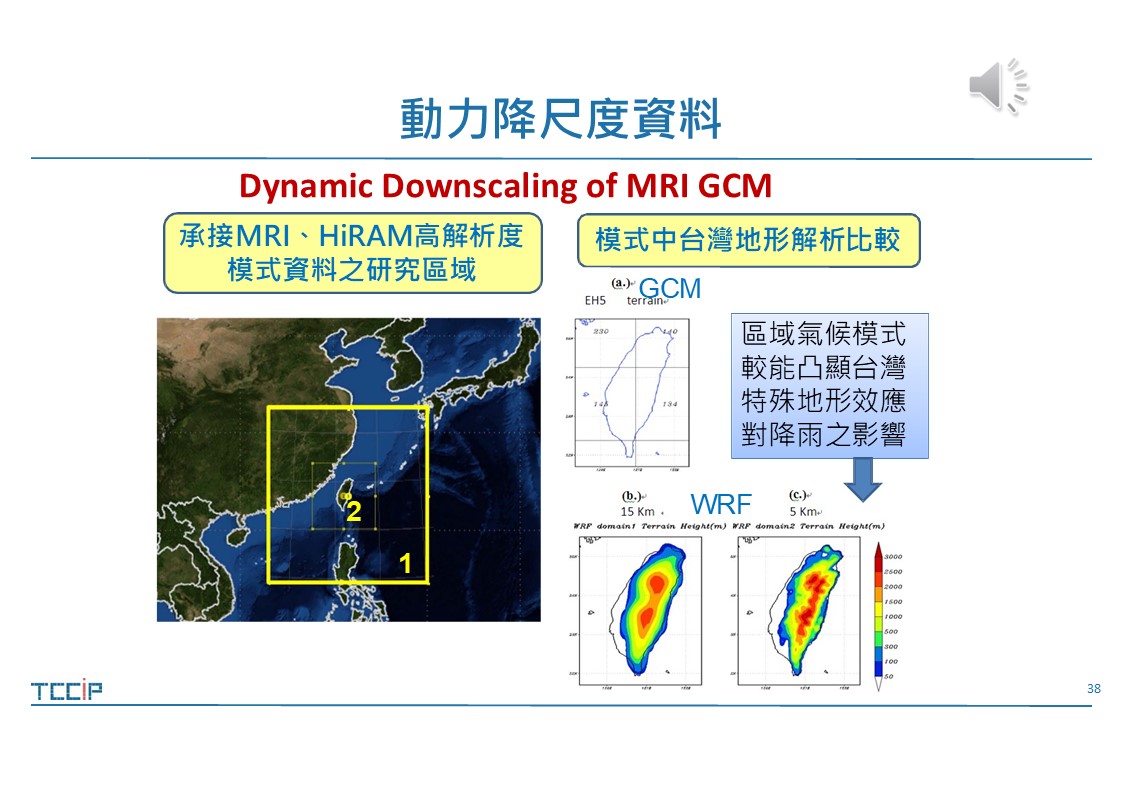 動力降尺度資料
Dynamic Downscaling of MRI GCM
承接MRI、HiRAM高解析度
模式資料之研究區域
模式中台灣地形解析比較
(a.) GCM
EH5 terrain
230 140
145 134
區域氣候模式
較能凸顯台灣
特殊地形效應
對降雨之影響
2
1
(b.) WRF (c.)
15 Km 5 Km
WRF domain1 Terrain Height(m) WRF domain2 Terrain Height(m)
3000
2500
2000
1500
1000
500
300
100
50
TCCIP
38